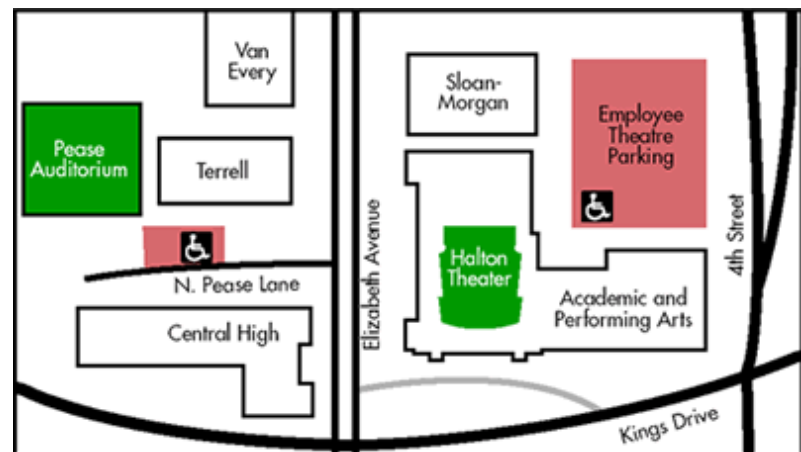 Van
Every
Sloan-
Morgan
Employee
Theatre
Parking
Pease
Auditorium
Terrell
N. Pease Lane
Elizabeth Avenue
Halton
Theater
4th Street
Central High
Academic and
Performing Arts
Kings Drive